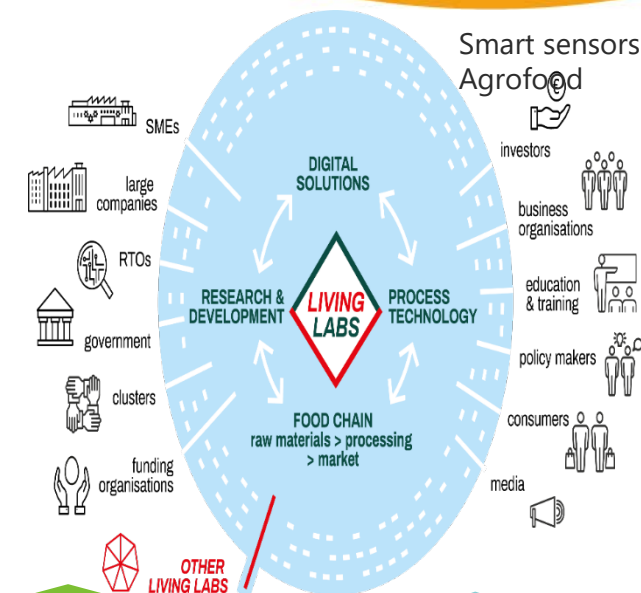 Smart sensors
Agrofood
€
SMEs
large
companies
RTOs
government
clusters
funding
organisations
DIGITAL
SOLUTIONS
RESEARCH &
DEVELOPMENT
LIVING
LABS
PROCESS
TECHNOLOGY
FOOD CHAIN
raw materials > processing
> market
investors
business
organisations
education
& training
policy makers
consumers
media
OTHER
LIVING LABS